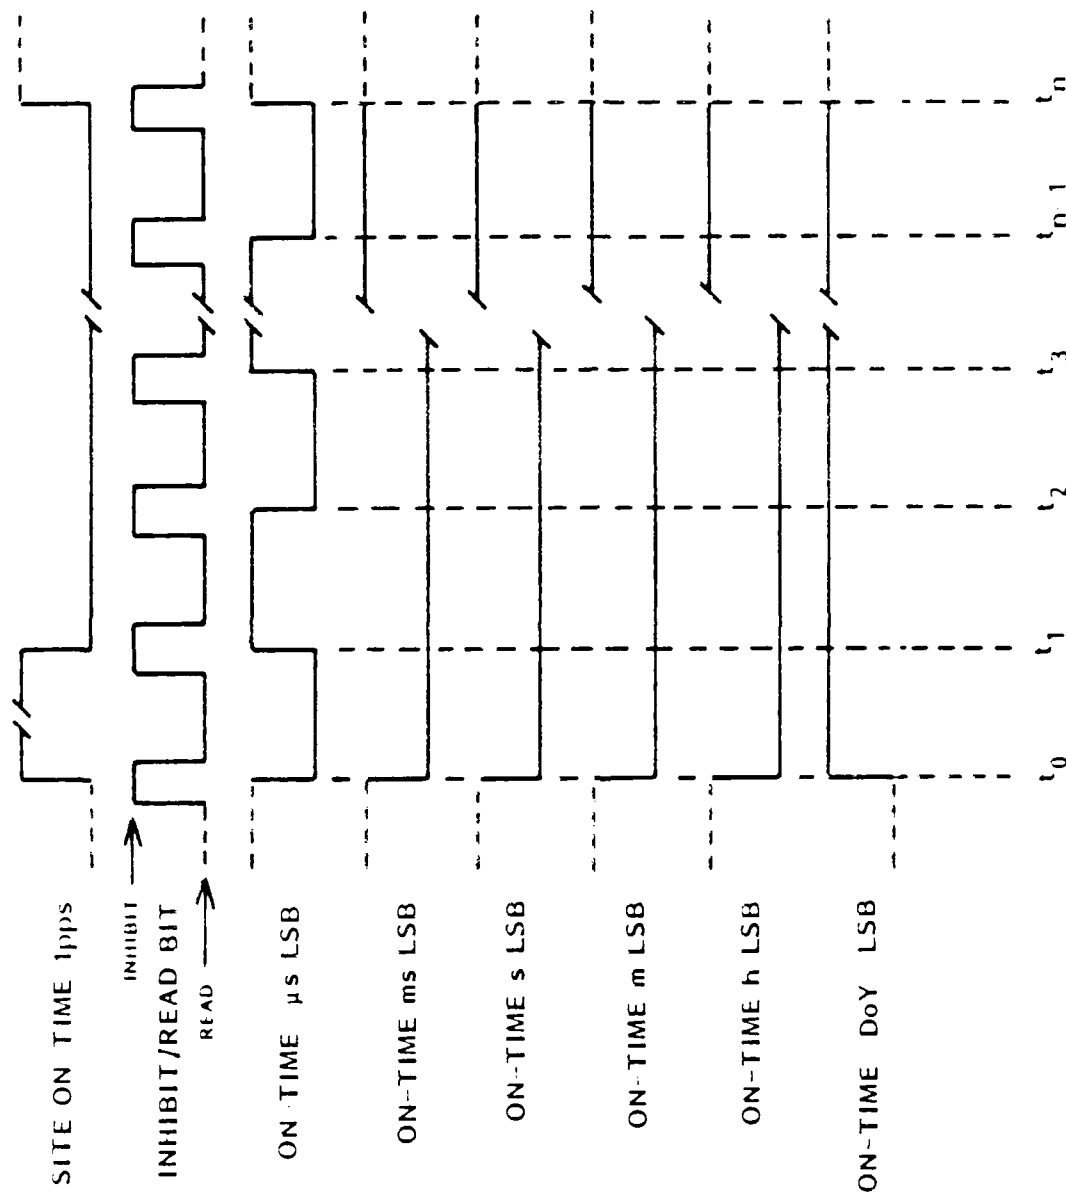 SITE ON TIME 1pps
INHIBIT
INHIBIT/READ BIT
READ
ON-TIME μs LSB
ON-TIME ms LSB
ON-TIME s LSB
ON-TIME m LSB
ON-TIME h LSB
ON-TIME DoY LSB
t0 t1 t2 t3 tn-1 tn